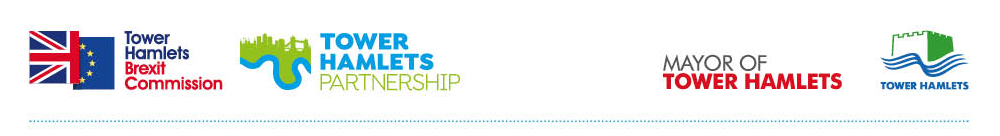 Tower
Hamlets
Brexit
Commission
TOWER
HAMLETS
PARTNERSHIP
MAYOR OF
TOWER HAMLETS
TOWER HAMLETS